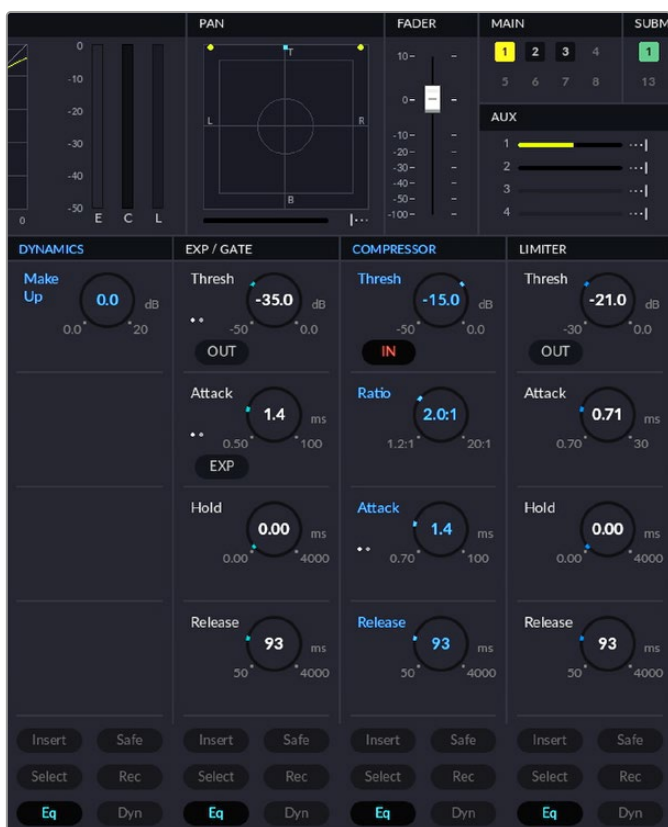 PAN FADER MAIN SUBM
0 T 10 1 2 3 4 1
-10 5 6 7 8 13
-20 L R 0 AUX
-30 -10 1
-20 2
-40 -30 3
-40
-50 B -50 4
0 E C L -100
DYNAMICS EXP / GATE COMPRESSOR LIMITER
Make Up 0.0 dB 0.0 20
Thresh -35.0 dB -50 0.0
OUT
Thresh -15.0 dB -50 0.0
IN
Thresh -21.0 dB -30 0.0
OUT
Attack 1.4 ms 0.50 100
EXP
Ratio 2.0:1 1.2:1 20:1
Attack 0.71 ms 0.70 30
Hold 0.00 ms 0.00 4000
Attack 1.4 ms 0.70 100
Hold 0.00 ms 0.00 4000
Release 93 ms 50 4000
Release 93 ms 50 4000
Release 93 ms 50 4000
Insert Safe Insert Safe Insert Safe Insert Safe
Select Rec Select Rec Select Rec Select Rec
Eq Dyn Eq Dyn Eq Dyn Eq Dyn